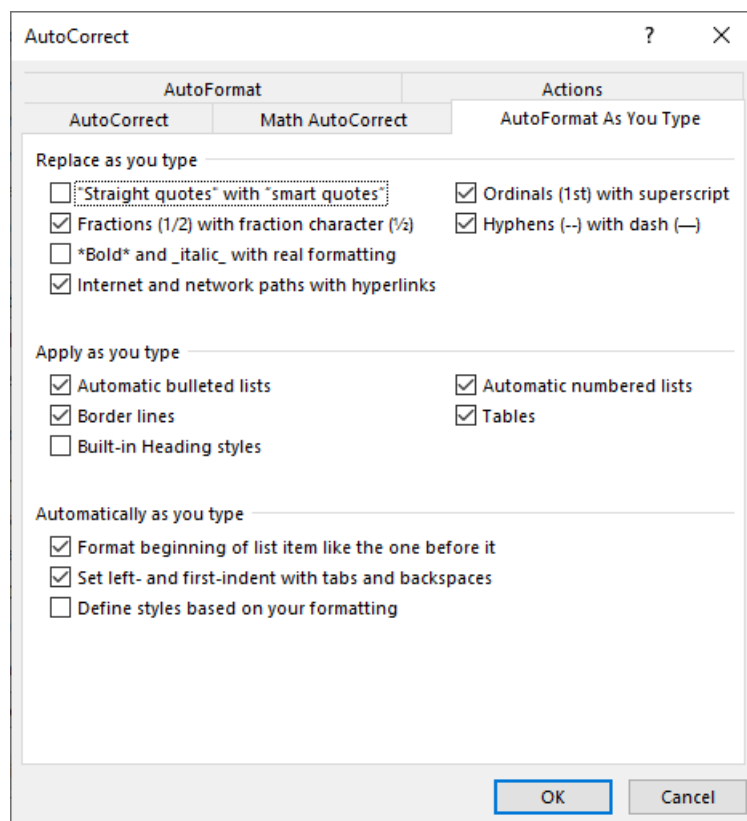 AutoCorrect ?
AutoFormat Actions
AutoCorrect Math AutoCorrect AutoFormat As You Type
Replace as you type
"Straight quotes" with “smart quotes” Ordinals (1st) with superscript
Fractions (1/2) with fraction character (½) Hyphens (--) with dash (—)
*Bold* and _italic_ with real formatting
Internet and network paths with hyperlinks
Apply as you type
Automatic bulleted lists Automatic numbered lists
Border lines Tables
Built-in Heading styles
Automatically as you type
Format beginning of list item like the one before it
Set left- and first-indent with tabs and backspaces
Define styles based on your formatting
OK Cancel